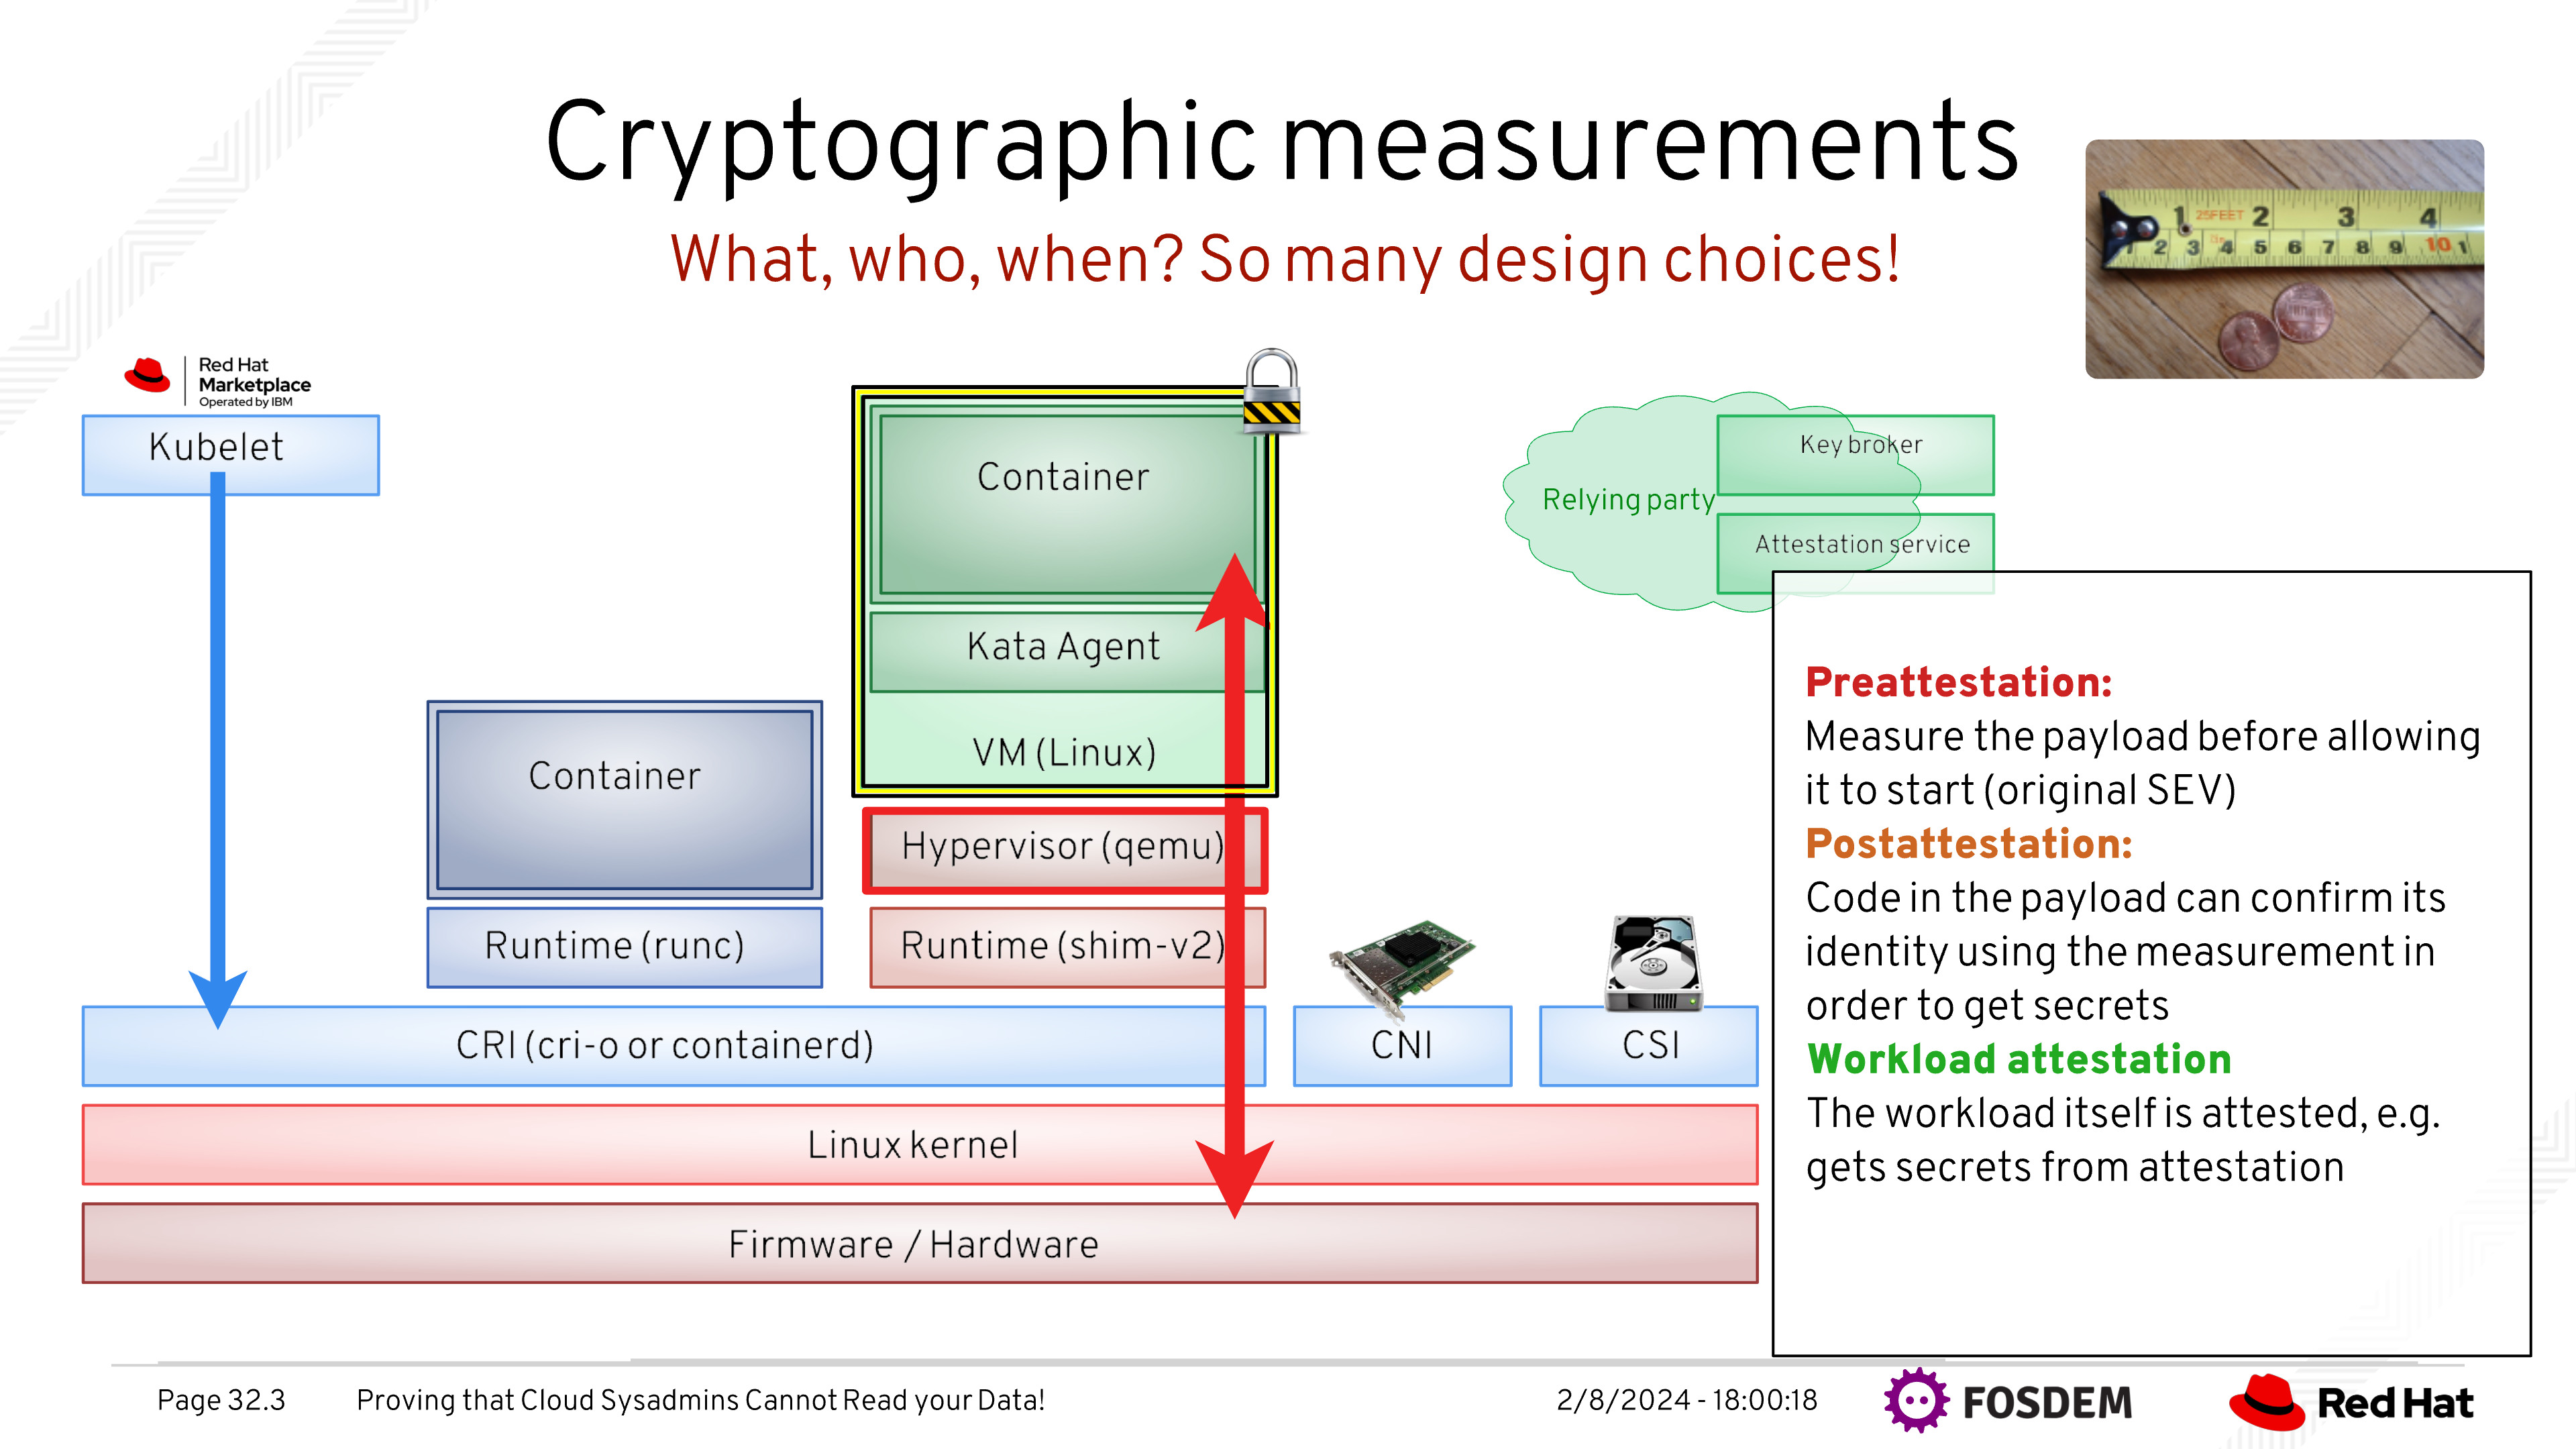 Cryptographic measurements
What, who, when? So many design choices!
1 25FEET 2 3 4
1 2 3 4 5 6 7 8 9 10 1
Red Hat
Marketplace
Operated by IBM
Kubelet
Container
Kata Agent
VM (Linux)
Hypervisor (qemu)
Runtime (shim-v2)
Container
Runtime (runc)
CRI (cri-o or containerd)
CNI
CSI
Linux kernel
Firmware / Hardware
Relying party
Key broker
Attestation service
Preattestation:
Measure the payload before allowing
it to start (original SEV)
Postattestation:
Code in the payload can confirm its
identity using the measurement in
order to get secrets
Workload attestation
The workload itself is attested, e.g.
gets secrets from attestation
Page 32.3
Proving that Cloud Sysadmins Cannot Read your Data!
2/8/2024 - 18:00:18
FOSDEM
Red Hat